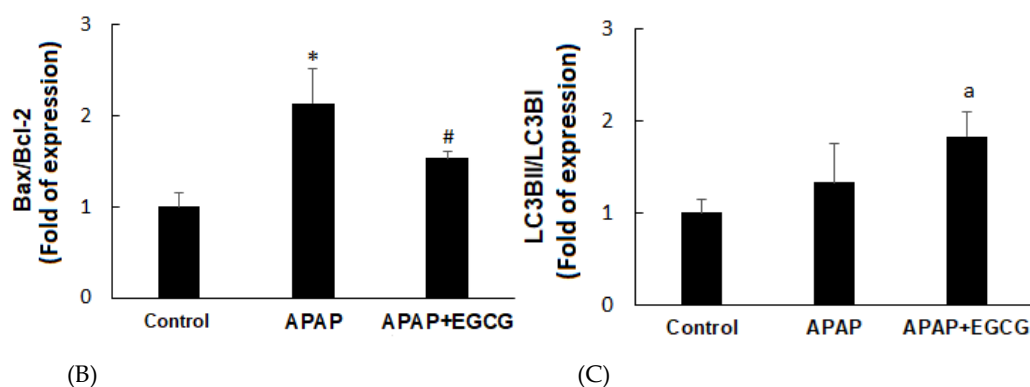 Bax/Bcl-2
(Fold of expression)
3
2
1
0
*
#
Control
APAP
APAP+EGCG
(B)
LC3BII/LC3BI
(Fold of expression)
3
2
1
0
a
Control
APAP
APAP+EGCG
(C)